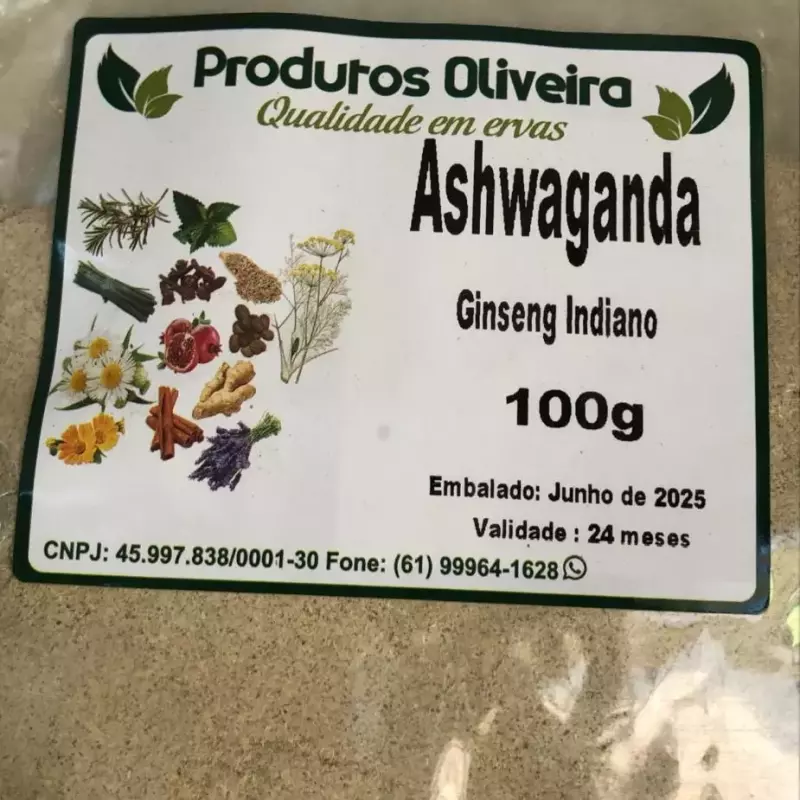 Produtos Oliveira
Qualidade em ervas
Ashwaganda
Ginseng Indiano
100g
Embalado: Junho de 2025
Validade : 24 meses
CNPJ: 45.997.838/0001-30 Fone: (61) 99964-1628